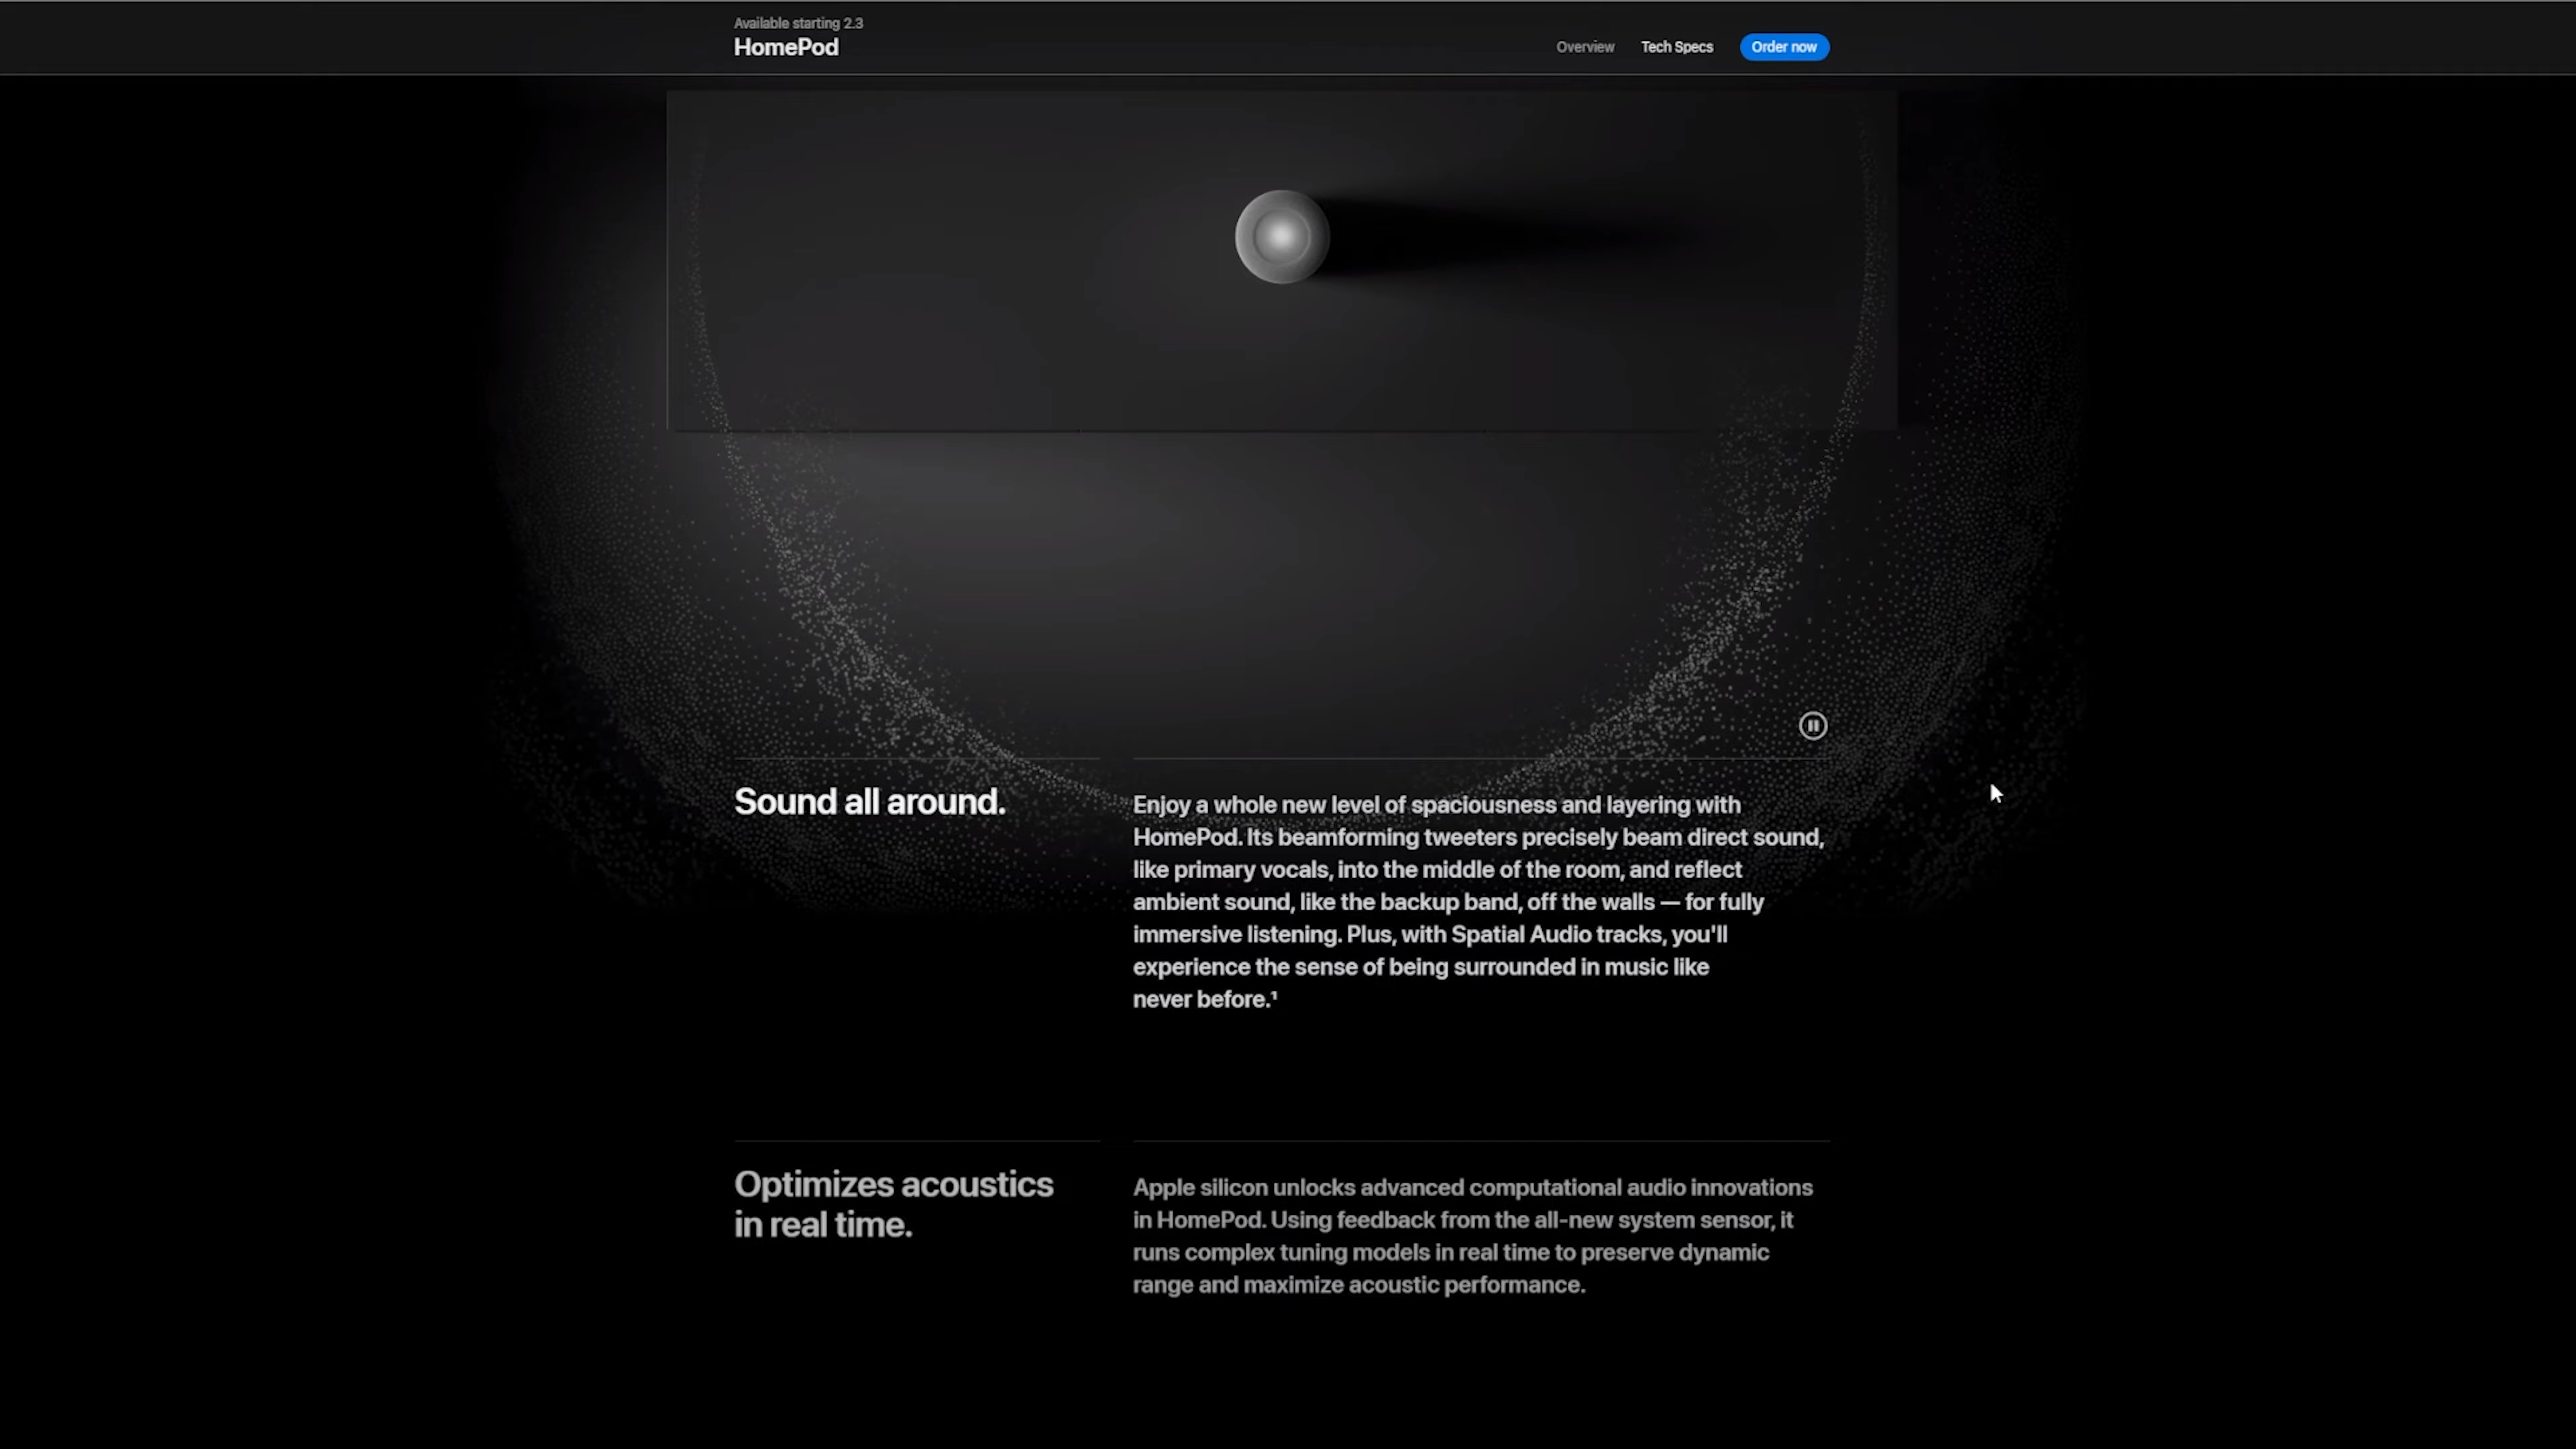 Available starting 2.3
HomePod
Overview
Tech Specs
Order now
Sound all around.
Enjoy a whole new level of spaciousness and layering with
HomePod. Its beamforming tweeters precisely beam direct sound,
like primary vocals, into the middle of the room, and reflect
ambient sound, like the backup band, off the walls — for fully
immersive listening. Plus, with Spatial Audio tracks, you'll
experience the sense of being surrounded in music like
never before.¹
Optimizes acoustics
in real time.
Apple silicon unlocks advanced computational audio innovations
in HomePod. Using feedback from the all-new system sensor, it
runs complex tuning models in real time to preserve dynamic
range and maximize acoustic performance.